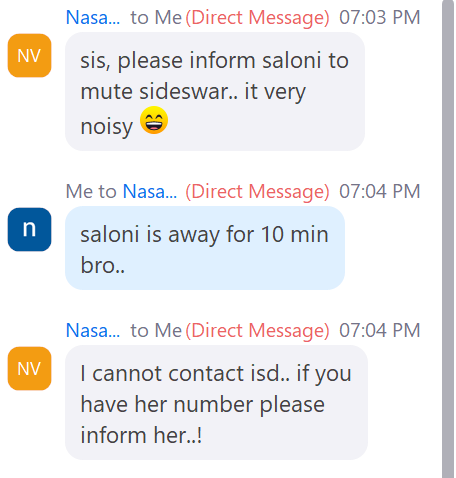 Nasa... to Me (Direct Message) 07:03 PM
NV
sis, please inform saloni to
mute sideswar.. it very
noisy 😄
Me to Nasa... (Direct Message) 07:04 PM
n
saloni is away for 10 min
bro..
Nasa... to Me (Direct Message) 07:04 PM
NV
I cannot contact isd.. if you
have her number please
inform her..!